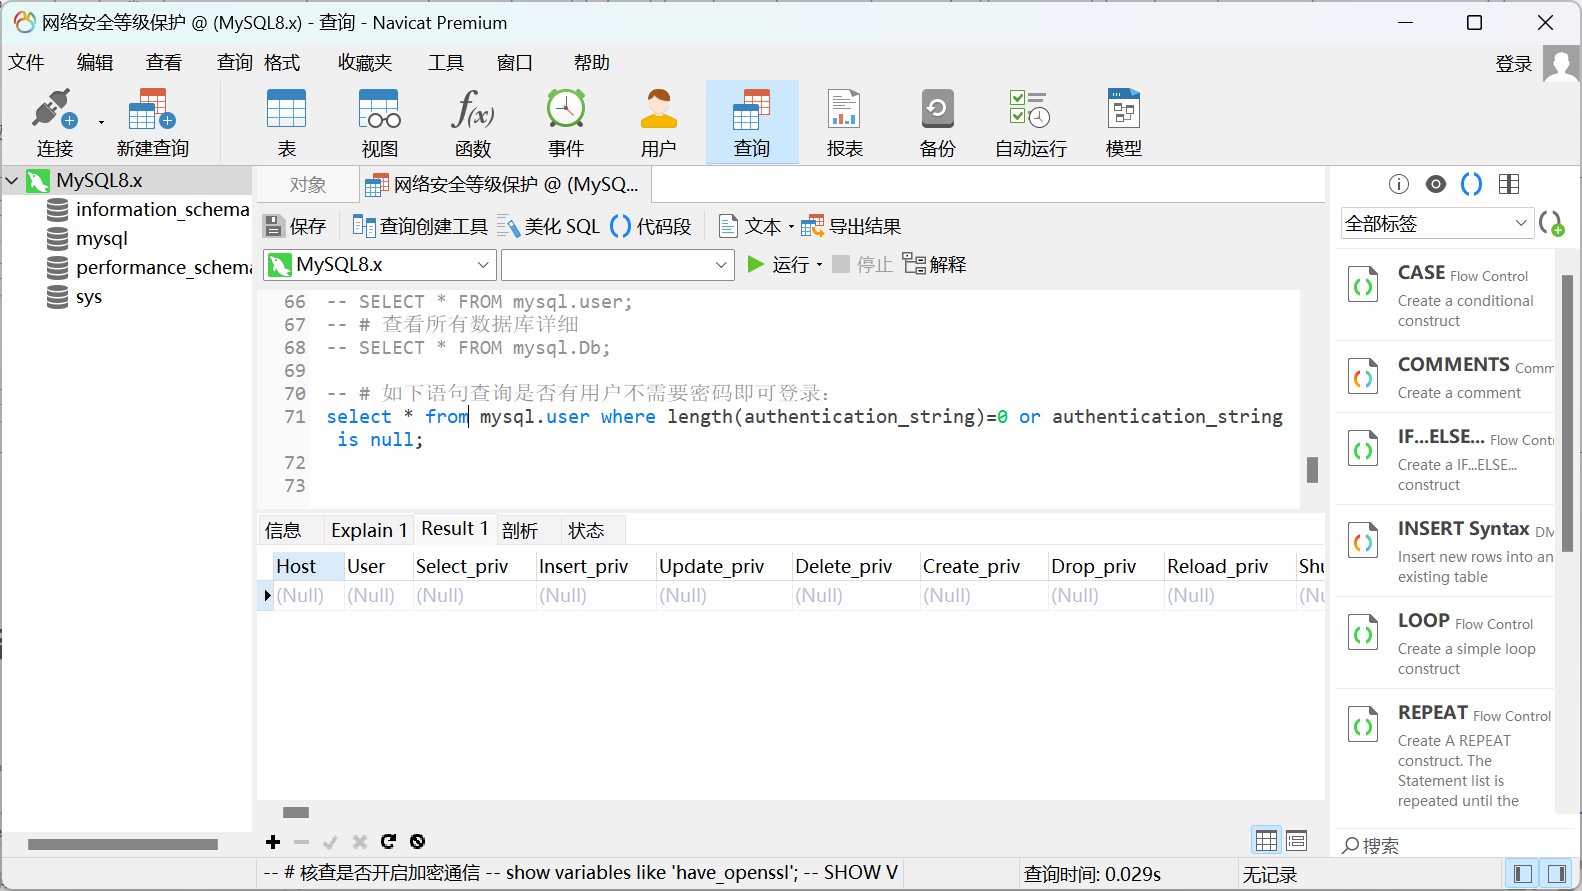 网络安全等级保护 @ (MySQL8.x) - 查询 - Navicat Premium
文件 编辑 查看 查询 格式 收藏夹 工具 窗口 帮助 登录
连接 新建查询 表 视图 函数 事件 用户 查询 报表 备份 自动运行 模型
MySQL8.x
information_schema
mysql
performance_schema
sys
对象 网络安全等级保护 @ (MySQ...
保存 查询创建工具 美化 SQL 代码段 文本 导出结果
MySQL8.x 运行 停止 解释
66 -- SELECT * FROM mysql.user;
67 -- # 查看所有数据库详细
68 -- SELECT * FROM mysql.Db;
69
70 -- # 如下语句查询是否有用户不需要密码即可登录:
71 select * from mysql.user where length(authentication_string)=0 or authentication_string
is null;
72
73
信息 Explain 1 Result 1 剖析 状态
Host User Select_priv Insert_priv Update_priv Delete_priv Create_priv Drop_priv Reload_priv Shu
(Null) (Null) (Null) (Null) (Null) (Null) (Null) (Null) (Null) (Nu
全部标签
CASE Flow Control
Create a conditional
construct
COMMENTS Comm
Create a comment
IF...ELSE... Flow Cont
Create a IF...ELSE...
construct
INSERT Syntax DM
Insert new rows into an
existing table
LOOP Flow Control
Create a simple loop
construct
REPEAT Flow Control
Create A REPEAT
construct. The
Statement list is
repeated until the
搜索
-- # 核查是否开启加密通信 -- show variables like 'have_openssl'; -- SHOW V 查询时间: 0.029s 无记录